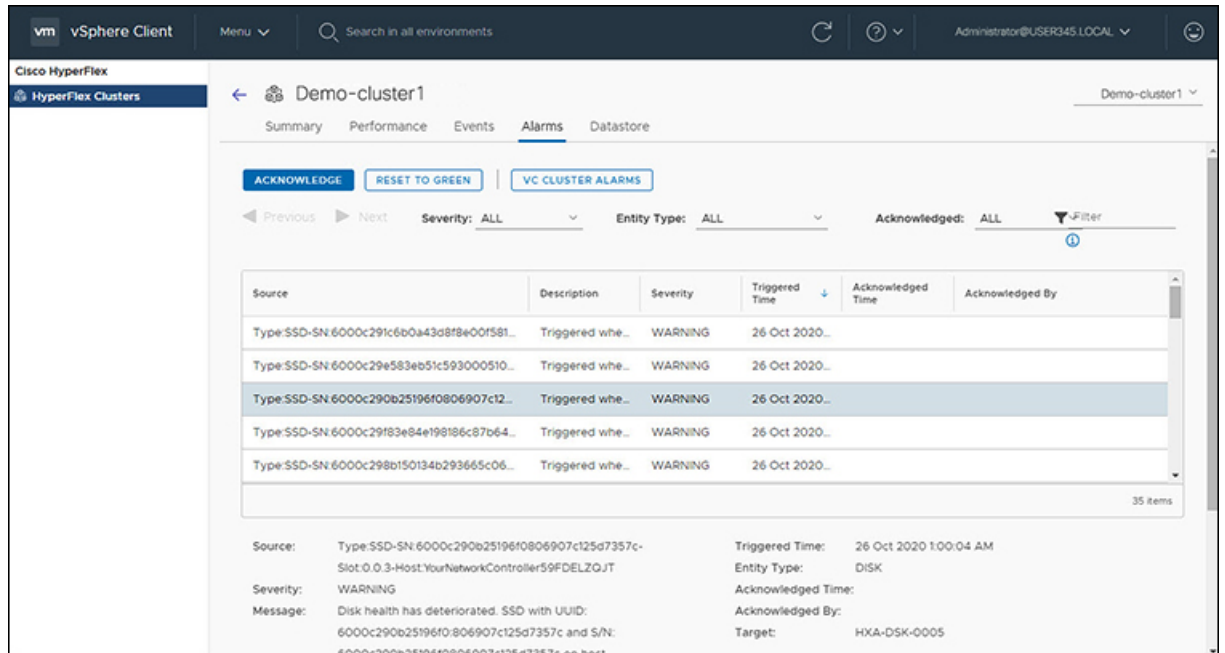 vm vSphere Client Menu Search in all environments Administrator@USER345.LOCAL
Cisco HyperFlex
HyperFlex Clusters
Demo-cluster1 Demo-cluster1
Summary Performance Events Alarms Datastore
ACKNOWLEDGE RESET TO GREEN VC CLUSTER ALARMS
Previous Next Severity: ALL Entity Type: ALL Acknowledged: ALL Filter
Source Description Severity Triggered Time Acknowledged Time Acknowledged By
Type:SSD-SN:6000c291c6b0a43d8f8e00f581... Triggered whe... WARNING 26 Oct 2020...
Type:SSD-SN:6000c29e583eb51c593000510... Triggered whe... WARNING 26 Oct 2020...
Type:SSD-SN:6000c290b25196f0806907c12... Triggered whe... WARNING 26 Oct 2020...
Type:SSD-SN:6000c29f83e84e198186c87b64... Triggered whe... WARNING 26 Oct 2020...
Type:SSD-SN:6000c298b150134b293665c06... Triggered whe... WARNING 26 Oct 2020...
35 items
Source: Type:SSD-SN:6000c290b25196f0806907c125d7357c- Triggered Time: 26 Oct 2020 1:00:04 AM
Slot:0.0.3-Host:YourNetworkController59FDELZQJT Entity Type: DISK
Severity: WARNING Acknowledged Time:
Message: Disk health has deteriorated. SSD with UUID: Acknowledged By:
6000c290b25196f0:806907c125d7357c and S/N: Target: HXA-DSK-0005
6000c290b25196f0806907c125d7357c on host